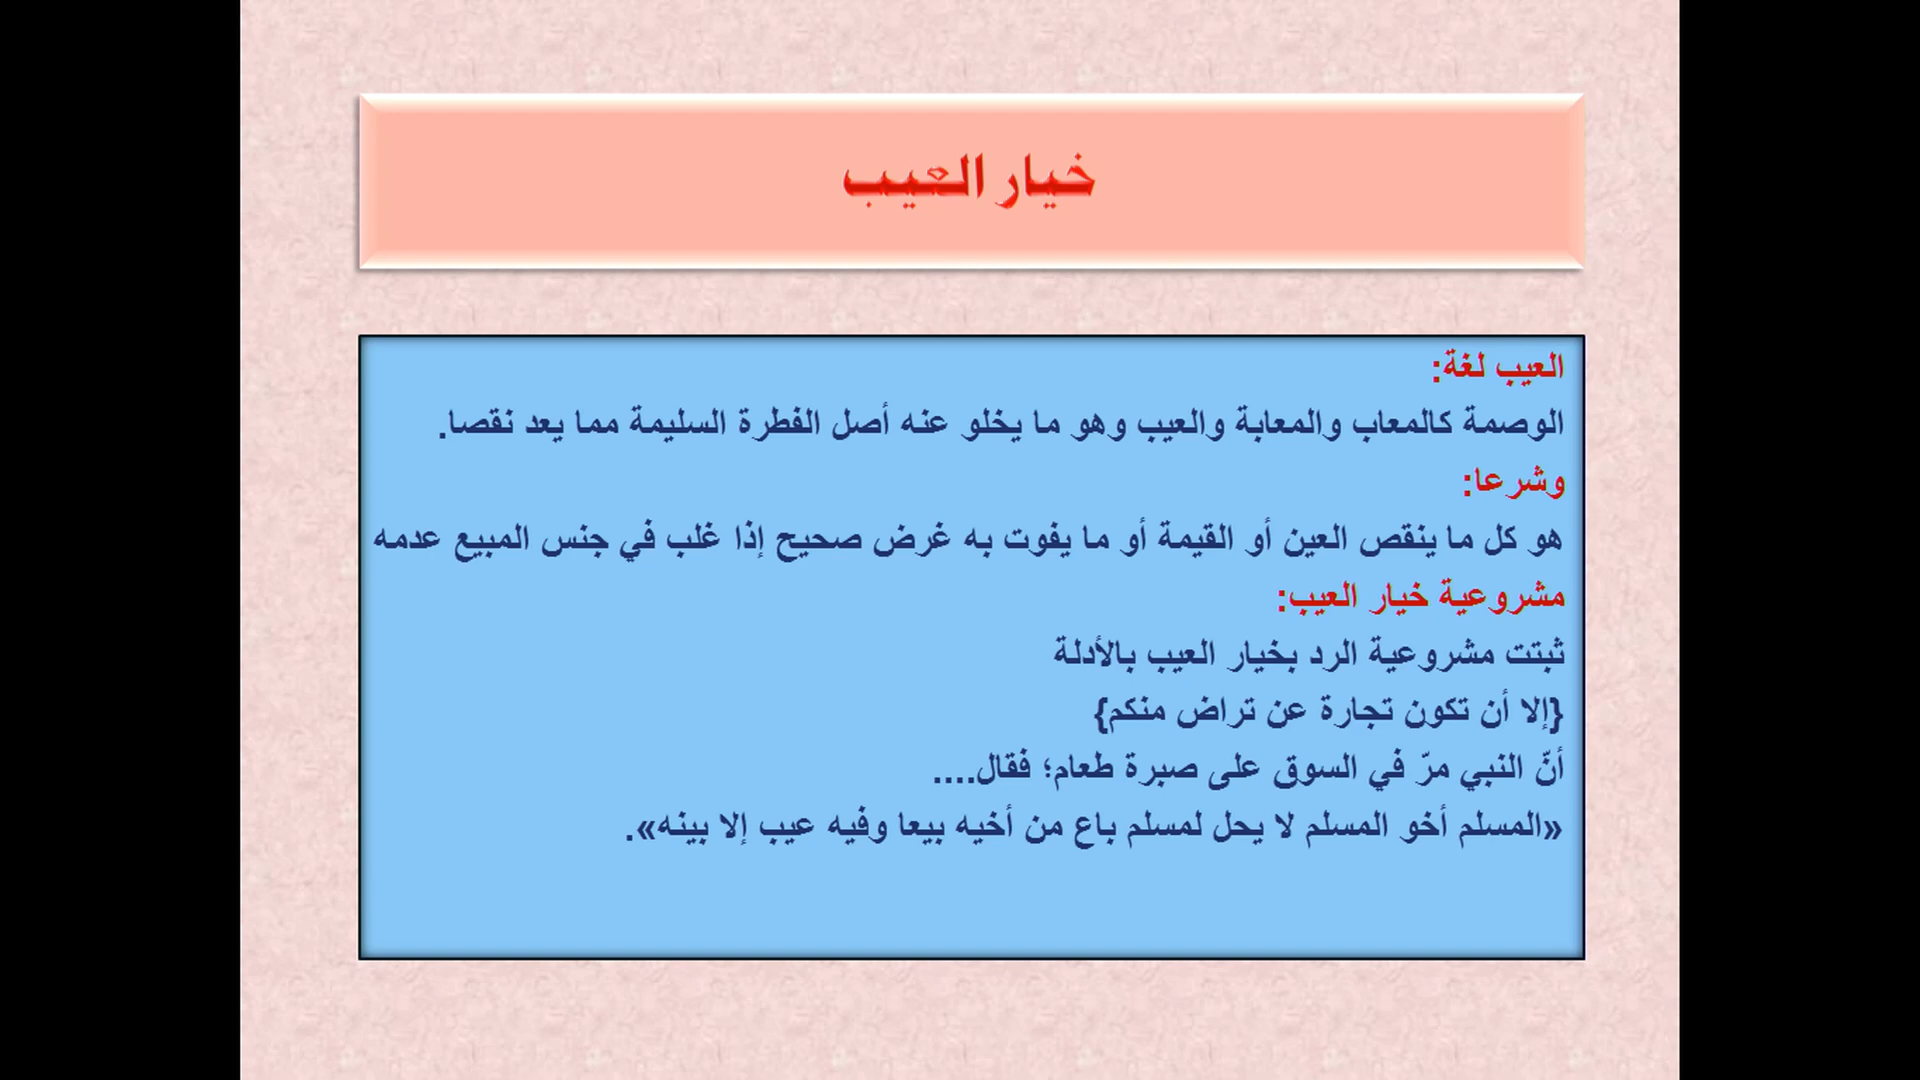 خيار العيب
العيب لغة:
الوصمة كالمعاب والمعابة والعيب وهو ما يخلو عنه أصل الفطرة السليمة مما يعد نقصا.
وشرعا:
هو كل ما ينقص العين أو القيمة أو ما يفوت به غرض صحيح إذا غلب في جنس المبيع عدمه
مشروعية خيار العيب:
ثبتت مشروعية الرد بخيار العيب بالأدلة
{إلا أن تكون تجارة عن تراض منكم}
أنّ النبي مرّ في السوق على صبرة طعام؛ فقال....
«المسلم أخو المسلم لا يحل لمسلم باع من أخيه بيعا وفيه عيب إلا بينه».